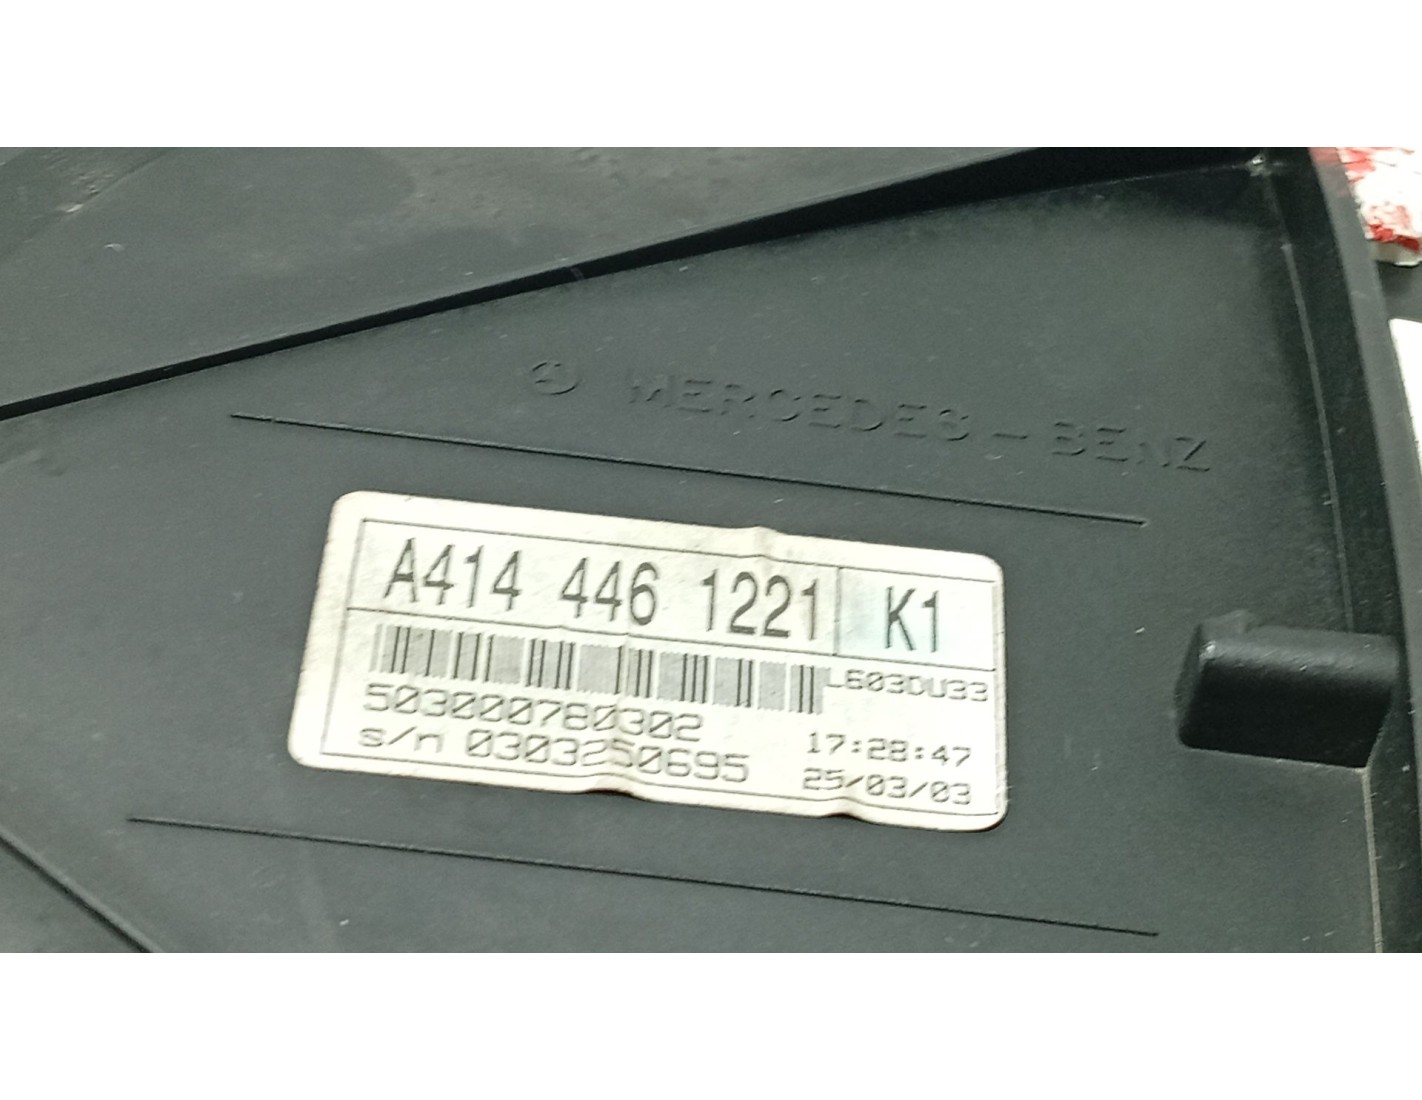 MERCEDES-BENZ
A414 446 1221 K1
L603DU33
503000780302
s/n 0303250695
17:28:47
25/03/03